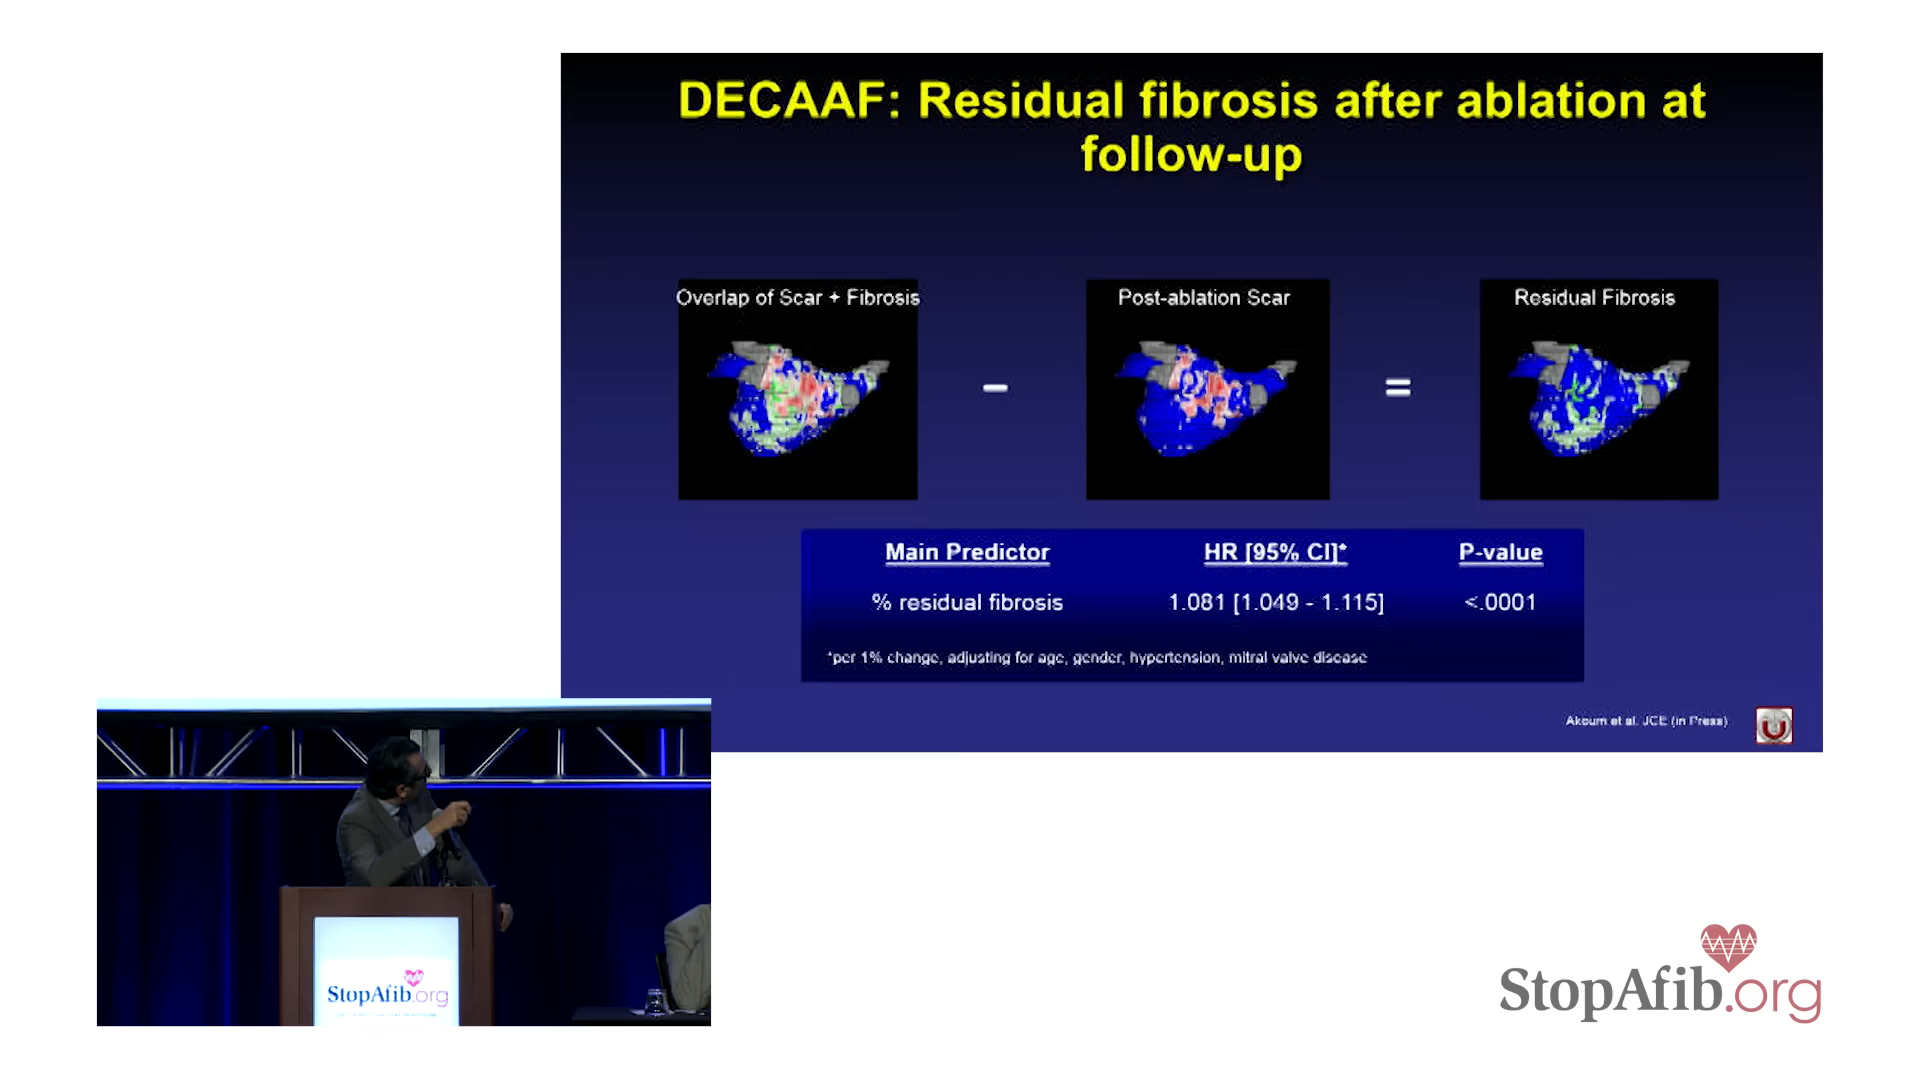 DECAAF: Residual fibrosis after ablation at
follow-up
Overlap of Scar + Fibrosis
Post-ablation Scar
Residual Fibrosis
Main Predictor HR [95% CI]* P-value
% residual fibrosis 1.081 [1.049 - 1.115] <.0001
*per 1% change, adjusting for age, gender, hypertension, mitral valve disease
Akoum et al. JCE (in Press)
U
StopAfib.org
StopAfib.org